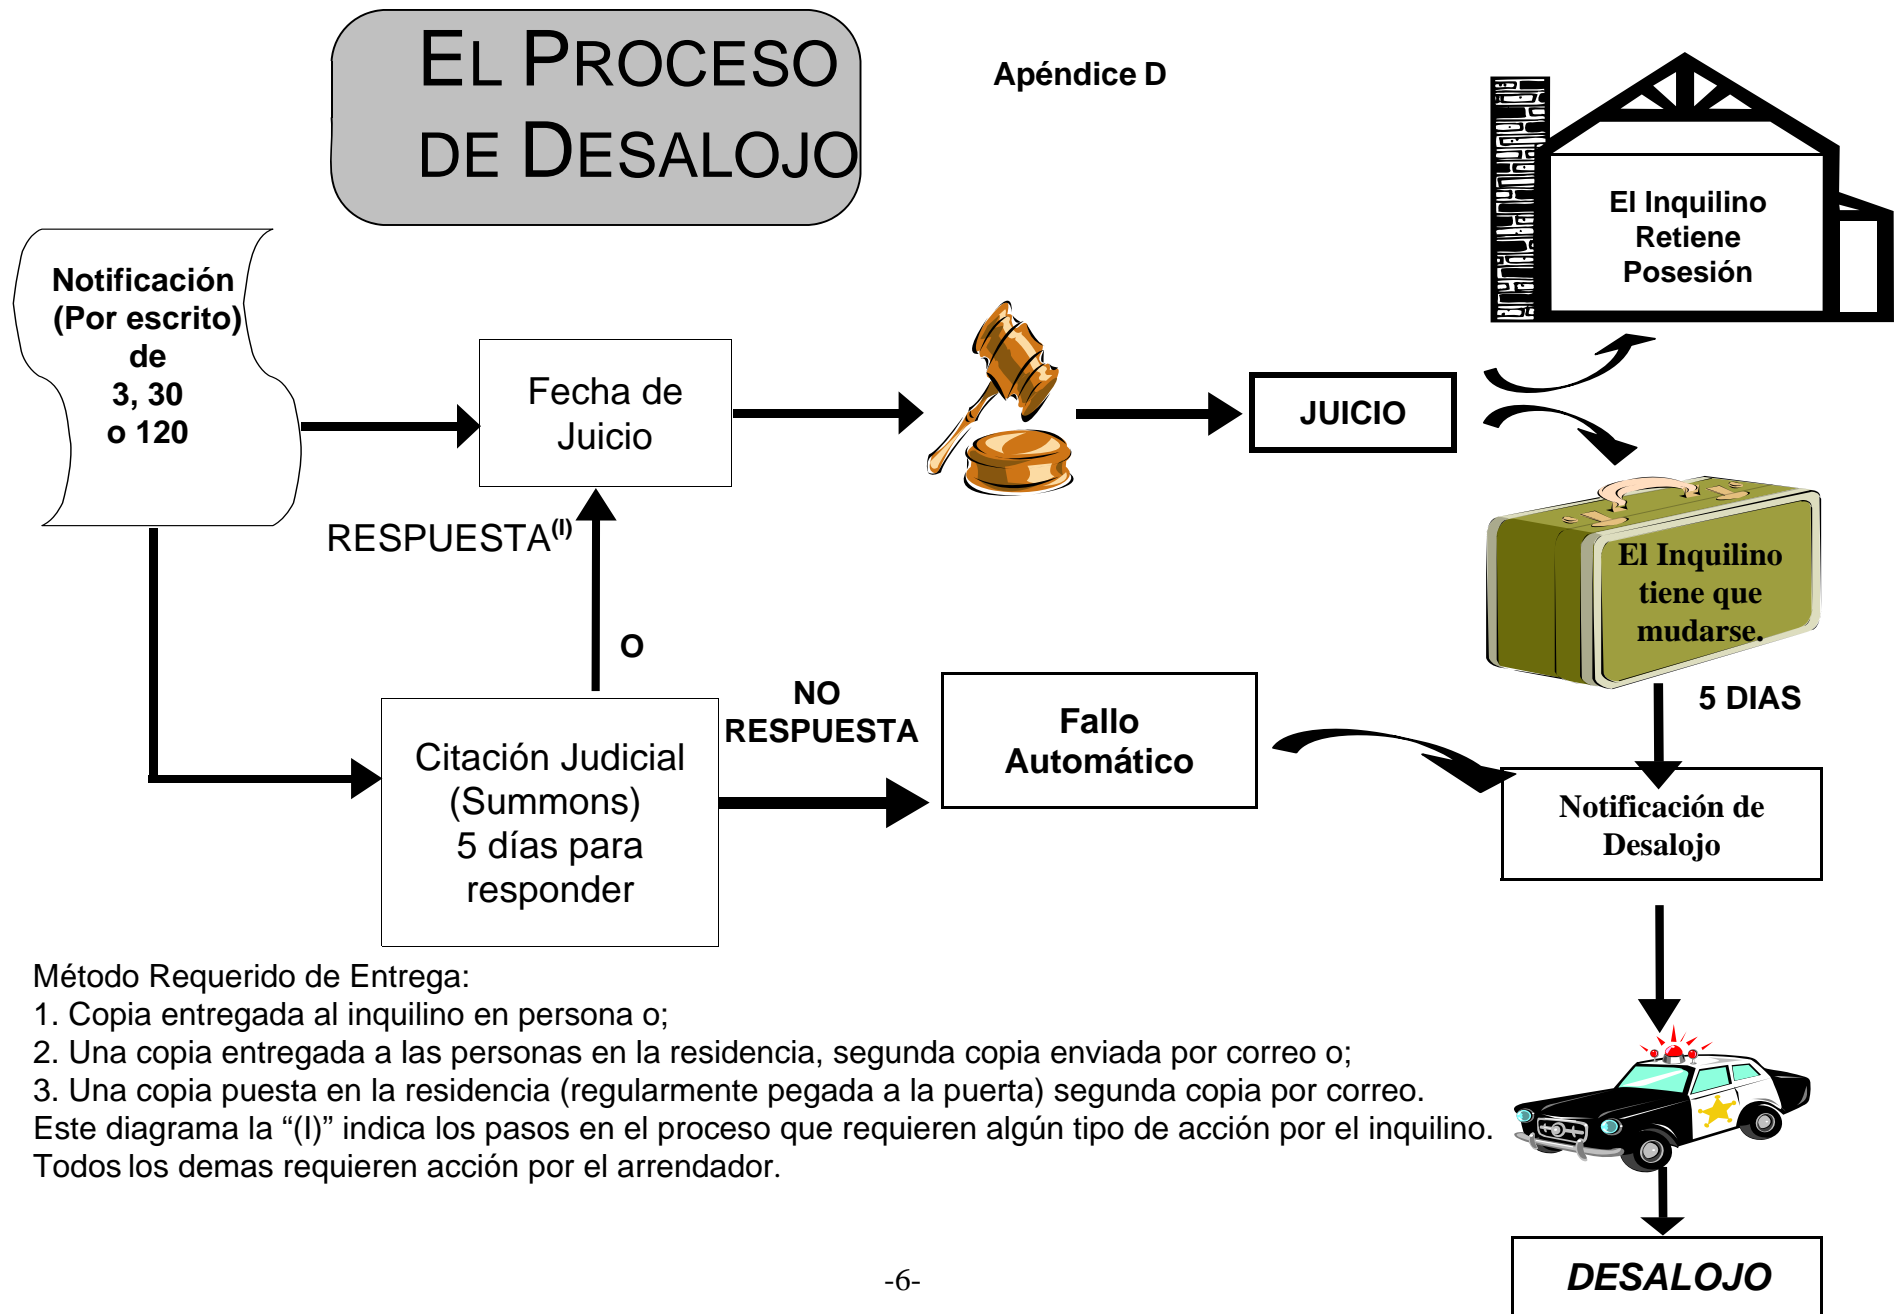 EL PROCESO
DE DESALOJO
Apéndice D
El Inquilino
Retiene
Posesión
Notificación
(Por escrito)
de
3, 30
o 120
Fecha de
Juicio
JUICIO
RESPUESTA(I)
O
El Inquilino
tiene que
mudarse.
5 DIAS
NO
RESPUESTA
Fallo
Automático
Citación Judicial
(Summons)
5 días para
responder
Notificación de
Desalojo
Método Requerido de Entrega:
1. Copia entregada al inquilino en persona o;
2. Una copia entregada a las personas en la residencia, segunda copia enviada por correo o;
3. Una copia puesta en la residencia (regularmente pegada a la puerta) segunda copia por correo.
Este diagrama la “(I)” indica los pasos en el proceso que requieren algún tipo de acción por el inquilino.
Todos los demas requieren acción por el arrendador.
DESALOJO
-6-